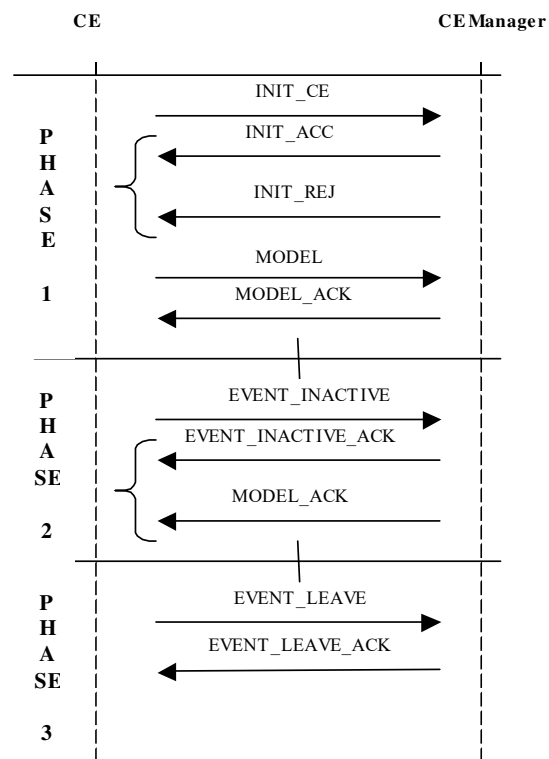 CE CEManager
INIT_CE
INIT_ACC
INIT_REJ
MODEL
MODEL_ACK
P
H
A
S
E
1
EVENT_INACTIVE
EVENT_INACTIVE_ACK
MODEL_ACK
P
H
A
SE
2
EVENT_LEAVE
EVENT_LEAVE_ACK
P
H
A
SE
3